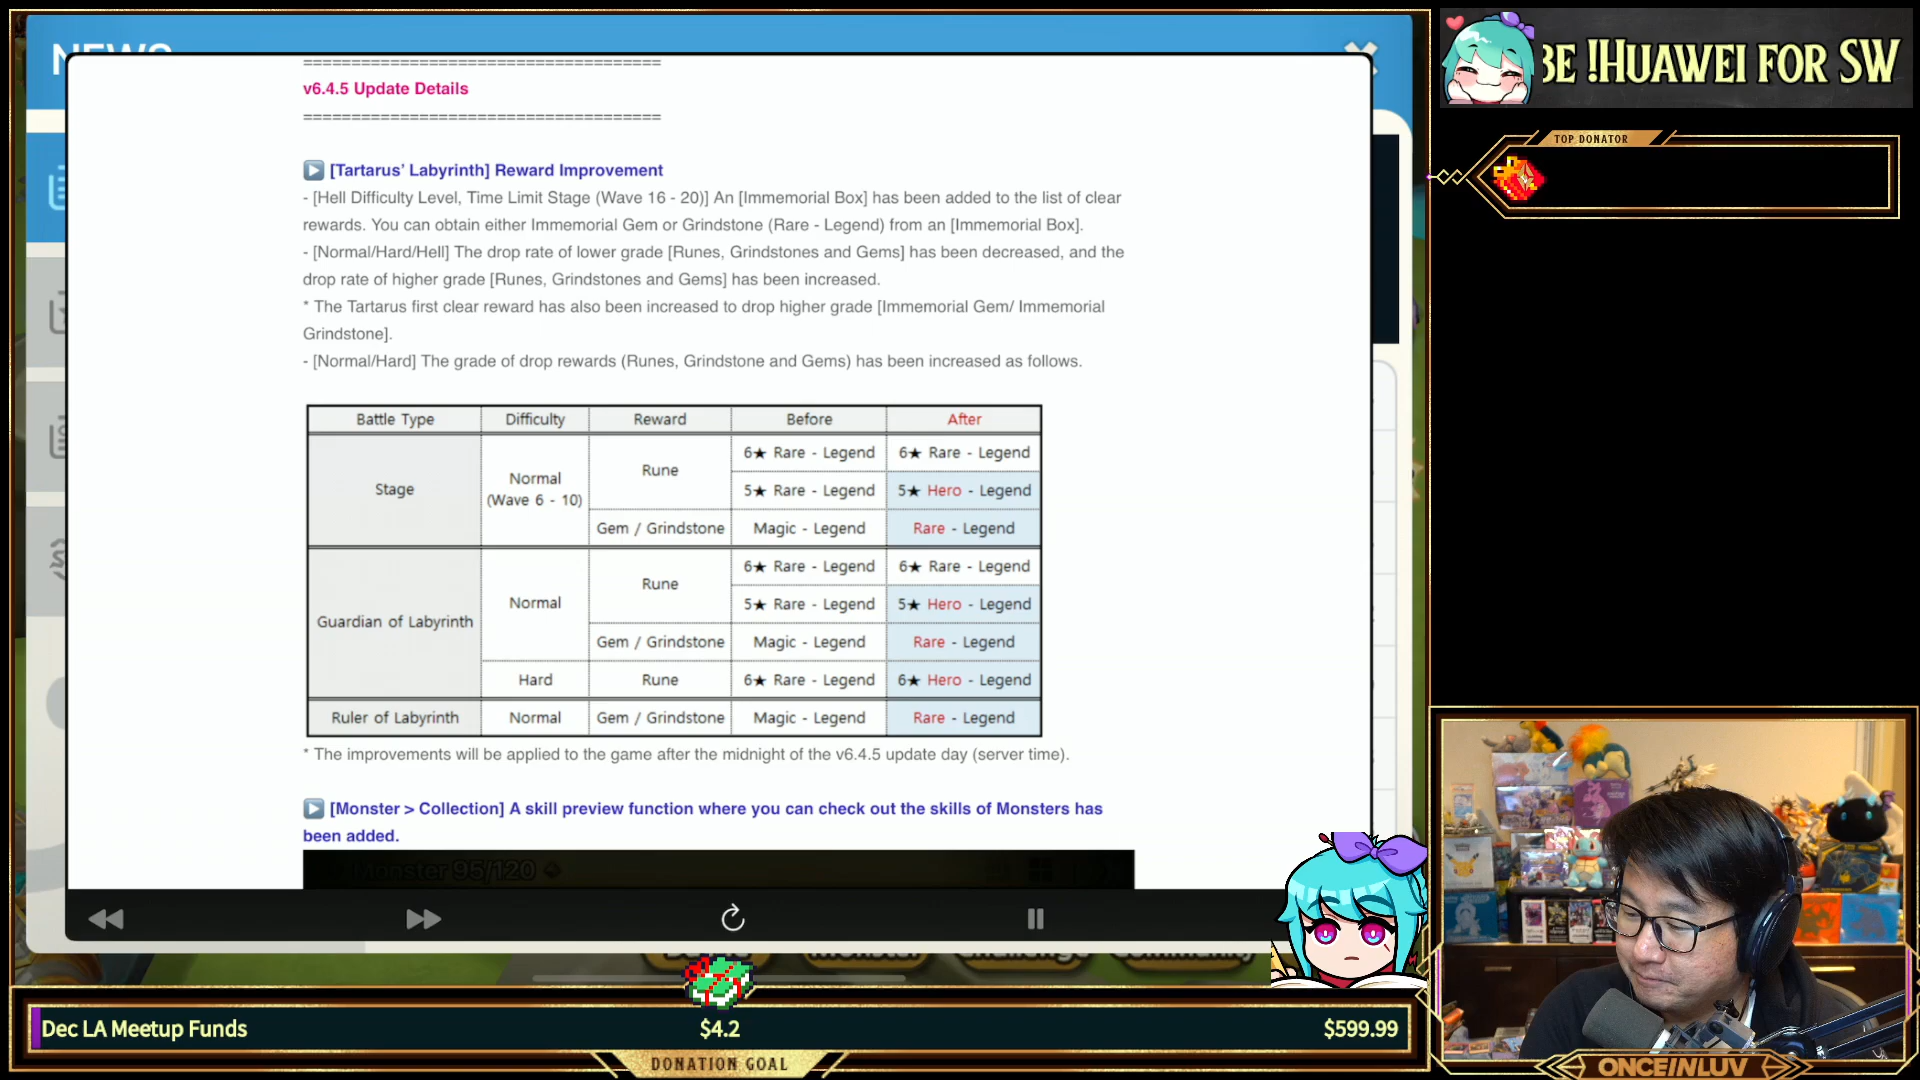 NEWS
BE !HUAWEI FOR SW
===================================
v6.4.5 Update Details
===================================
TOP DONATOR
[Tartarus' Labyrinth] Reward Improvement
- [Hell Difficulty Level, Time Limit Stage (Wave 16 - 20)] An [Immemorial Box] has been added to the list of clear
rewards. You can obtain either Immemorial Gem or Grindstone (Rare - Legend) from an [Immemorial Box].
- [Normal/Hard/Hell] The drop rate of lower grade [Runes, Grindstones and Gems] has been decreased, and the
drop rate of higher grade [Runes, Grindstones and Gems] has been increased.
* The Tartarus first clear reward has also been increased to drop higher grade [Immemorial Gem/ Immemorial
Grindstone].
- [Normal/Hard] The grade of drop rewards (Runes, Grindstone and Gems) has been increased as follows.
Battle Type Difficulty Reward Before After
Stage Normal (Wave 6 - 10) Rune 6★ Rare - Legend 6★ Rare - Legend
5★ Rare - Legend 5★ Hero - Legend
Gem / Grindstone Magic - Legend Rare - Legend
Guardian of Labyrinth Normal Rune 6★ Rare - Legend 6★ Rare - Legend
5★ Rare - Legend 5★ Hero - Legend
Gem / Grindstone Magic - Legend Rare - Legend
Hard Rune 6★ Rare - Legend 6★ Hero - Legend
Ruler of Labyrinth Normal Gem / Grindstone Magic - Legend Rare - Legend
* The improvements will be applied to the game after the midnight of the v6.4.5 update day (server time).
[Monster > Collection] A skill preview function where you can check out the skills of Monsters has
been added.
Monster 95/120
Monster Challenge Community
Dec LA Meetup Funds $4.2 $599.99
DONATION GOAL
ONCEINLUV